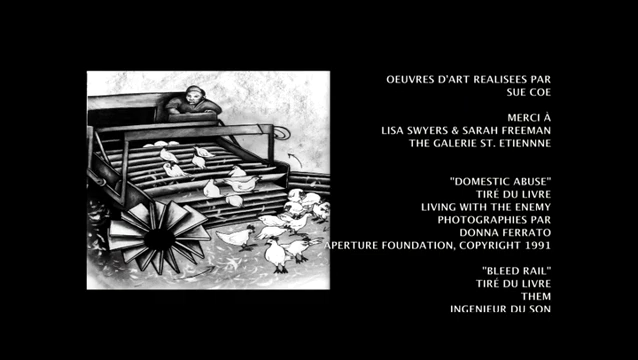 OEUVRES D'ART REALISEES PAR
SUE COE
MERCI À
LISA SWYERS & SARAH FREEMAN
THE GALERIE ST. ETIENNNE
"DOMESTIC ABUSE"
TIRÉ DU LIVRE
LIVING WITH THE ENEMY
PHOTOGRAPHIES PAR
DONNA FERRATO
APERTURE FOUNDATION, COPYRIGHT 1991
"BLEED RAIL"
TIRÉ DU LIVRE
THEM
INGENIEUR DU SON